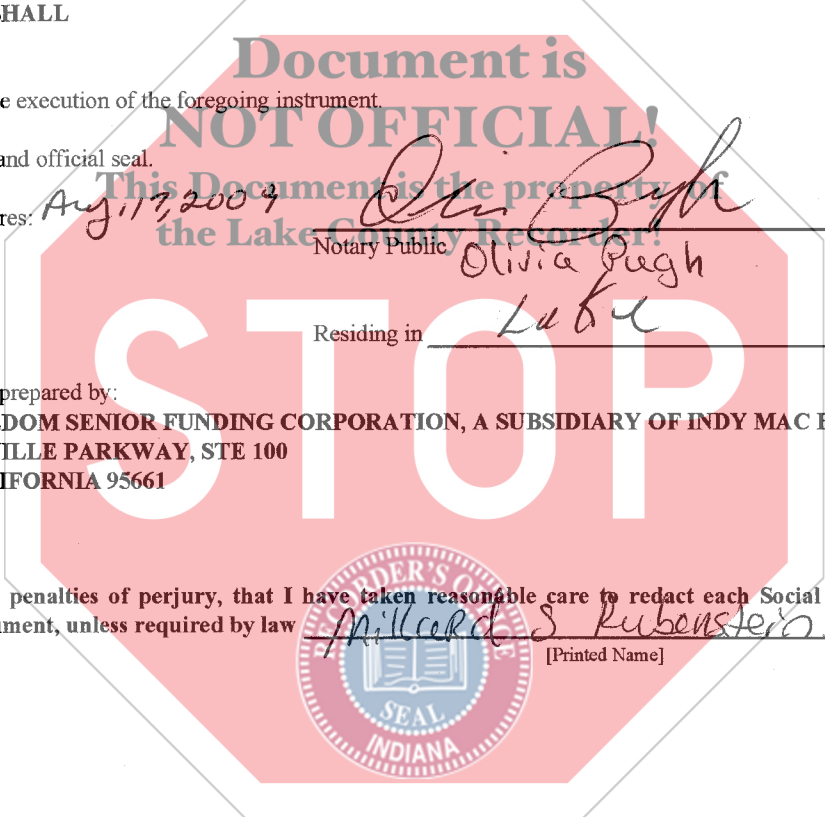 HALL
Document is
e execution of the foregoing instrument.
NOT OFFICIAL!
and official seal.
This Document is the property of
res: Aug, 17, 2009
the Lake County Recorder!
Notary Public Olivia Pugh
STOP
Residing in Lake
prepared by:
DOM SENIOR FUNDING CORPORATION, A SUBSIDIARY OF INDY MAC
ILLE PARKWAY, STE 100
IFORNIA 95661
penalties of perjury, that I have taken reasonable care to redact each Social
ment, unless required by law Millard S Rubenstein
[Printed Name]
RECORDER'S OFFICE
SEAL
INDIANA